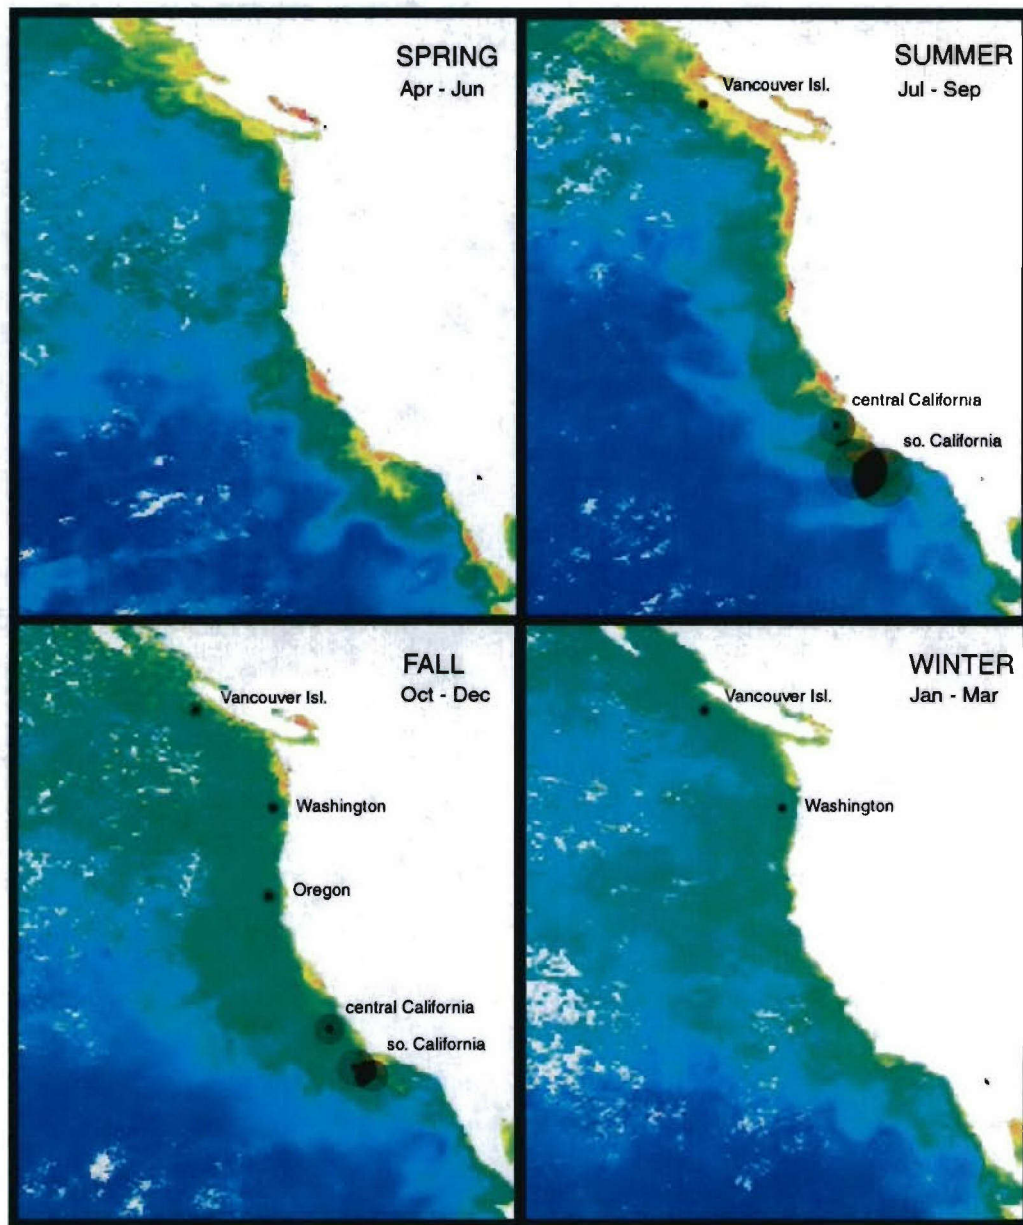 SPRING
Apr - Jun
SUMMER
Jul - Sep
Vancouver Isl.
central California
so. California
FALL
Oct - Dec
Vancouver Isl.
Washington
Oregon
central California
so. California
WINTER
Jan - Mar
Vancouver Isl.
Washington